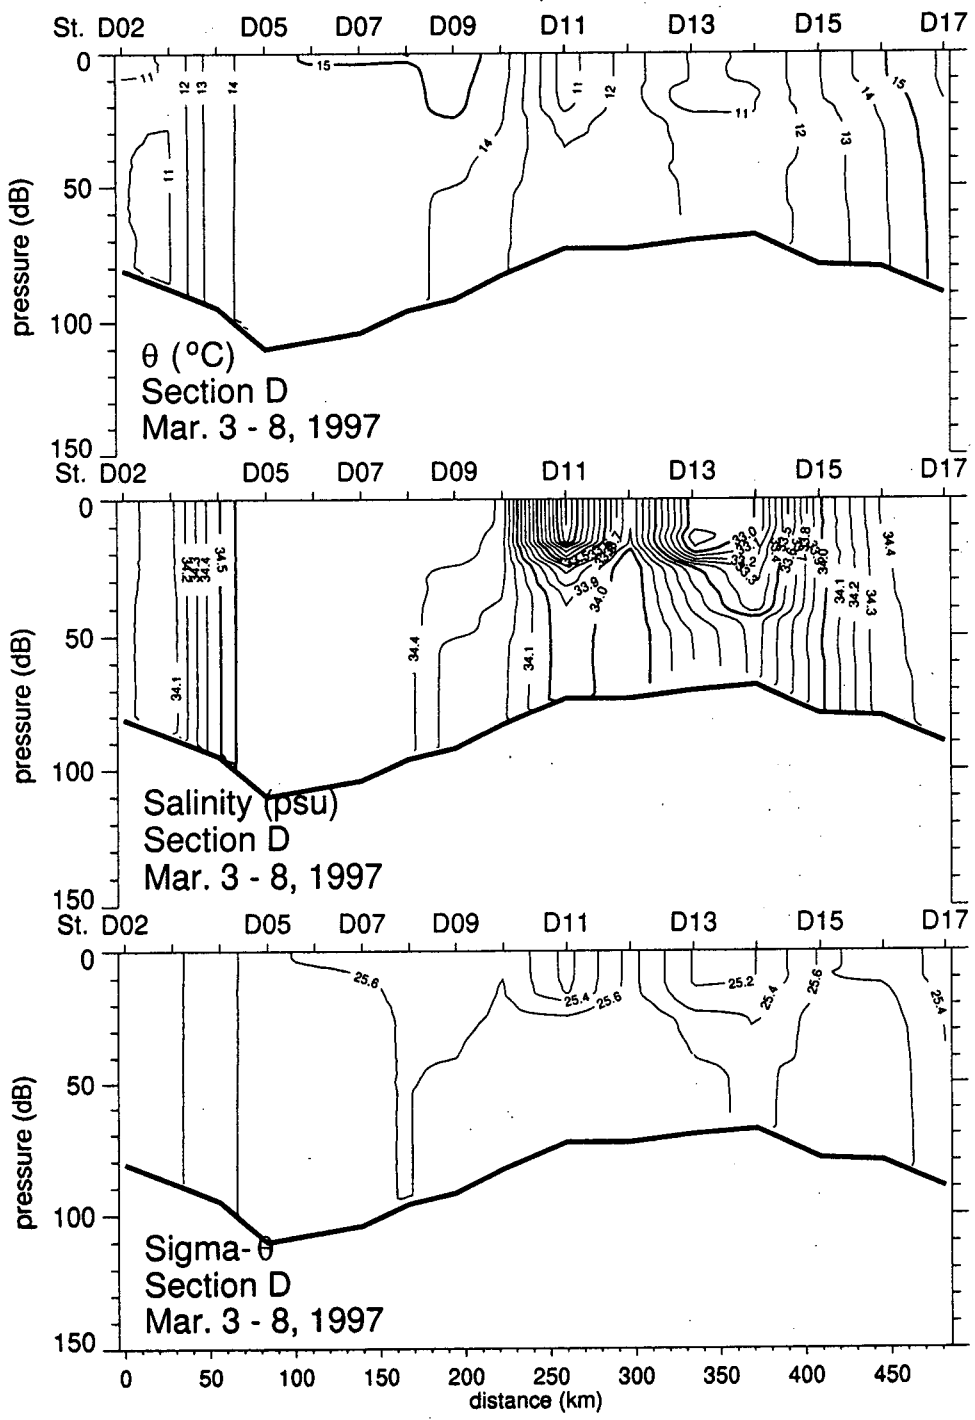 St. D02 D05 D07 D09 D11 D13 D15 D17
0
50
100
150
pressure (dB)
11 12 13 14 15 14 11 12 11 12 13 14 15
11
θ (°C)
Section D
Mar. 3 - 8, 1997
St. D02 D05 D07 D09 D11 D13 D15 D17
0
50
100
150
pressure (dB)
34.1 34.2 34.4 34.5 34.4 34.1 33.9 34.0 33.0 33.3 33.5 33.8 34.0 34.1 34.2 34.3 34.4
Salinity (psu)
Section D
Mar. 3 - 8, 1997
St. D02 D05 D07 D09 D11 D13 D15 D17
0
50
100
150
pressure (dB)
25.6 25.4 25.6 25.2 25.4 25.6 25.4
Sigma-θ
Section D
Mar. 3 - 8, 1997
0 50 100 150 200 250 300 350 400 450
distance (km)